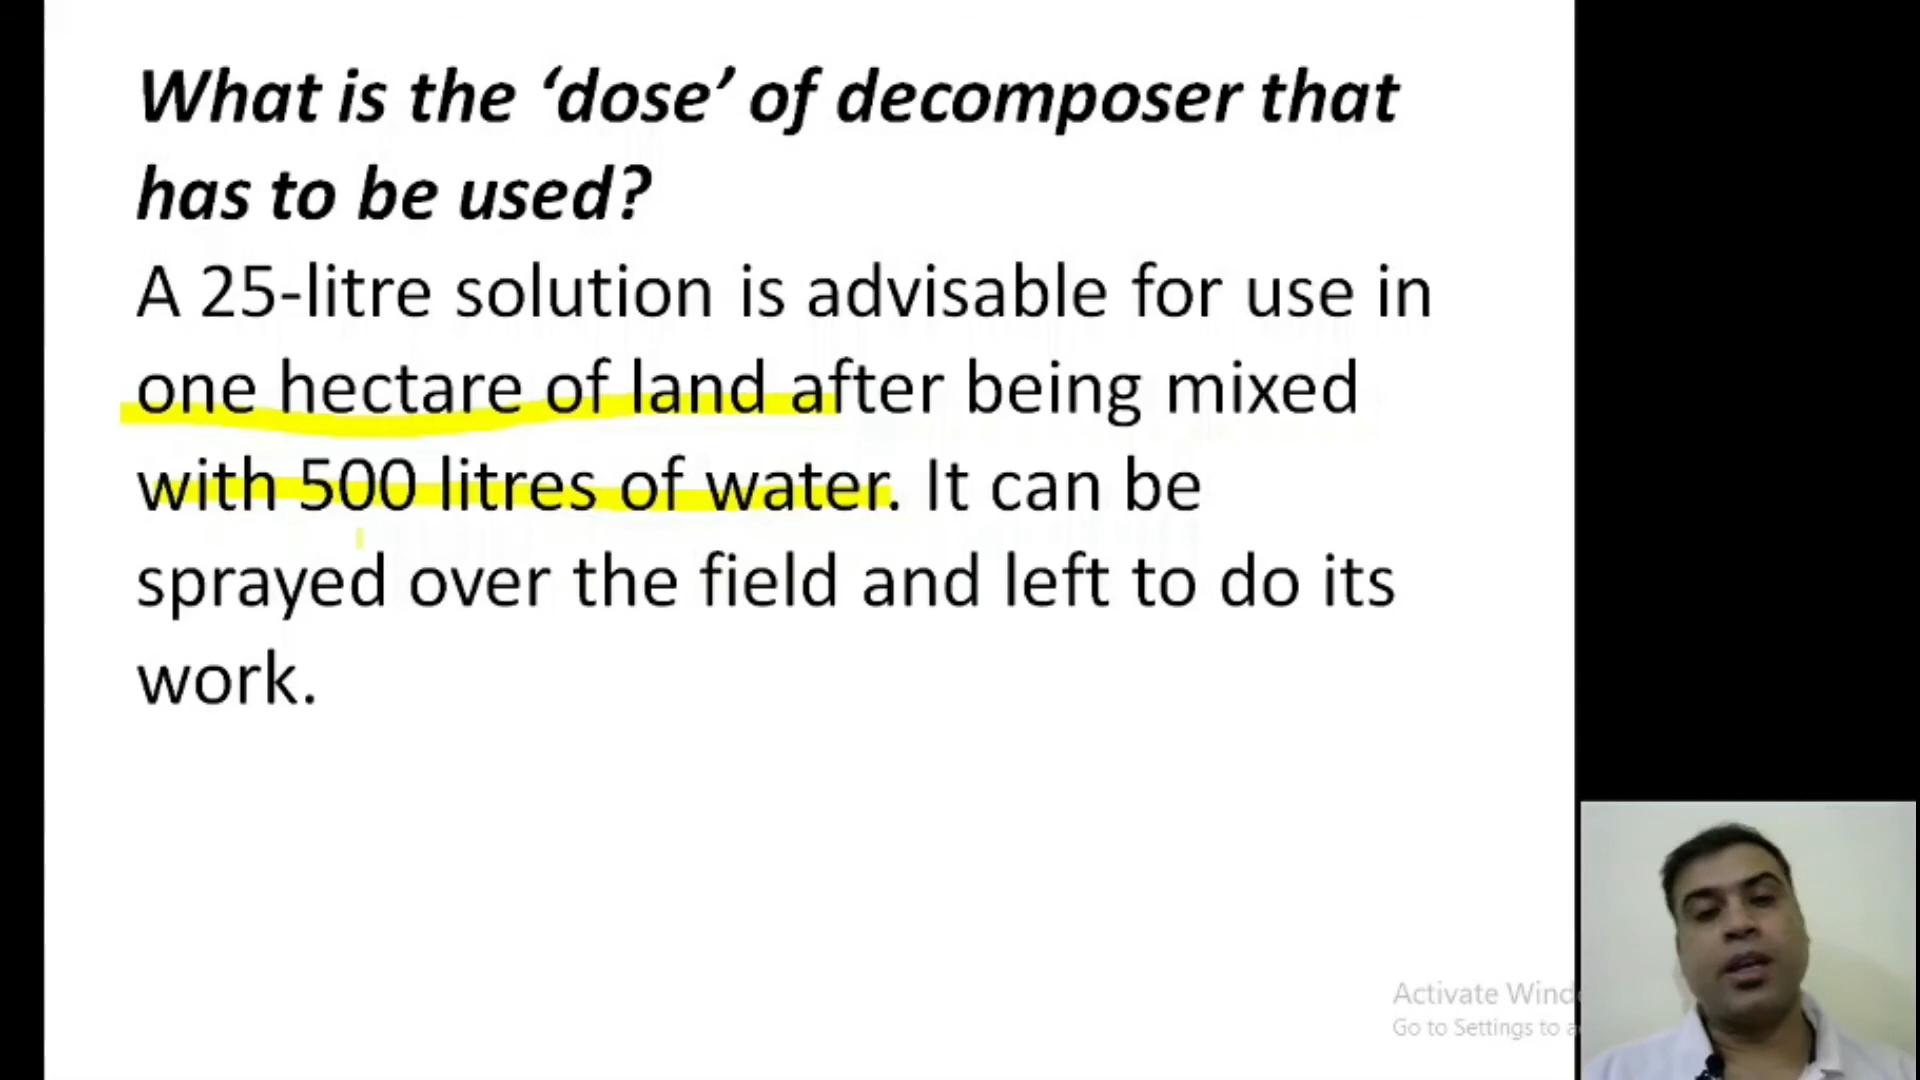 What is the ‘dose’ of decomposer that
has to be used?
A 25-litre solution is advisable for use in
one hectare of land after being mixed
with 500 litres of water. It can be
sprayed over the field and left to do its
work.
Activate Wind
Go to Settings to a